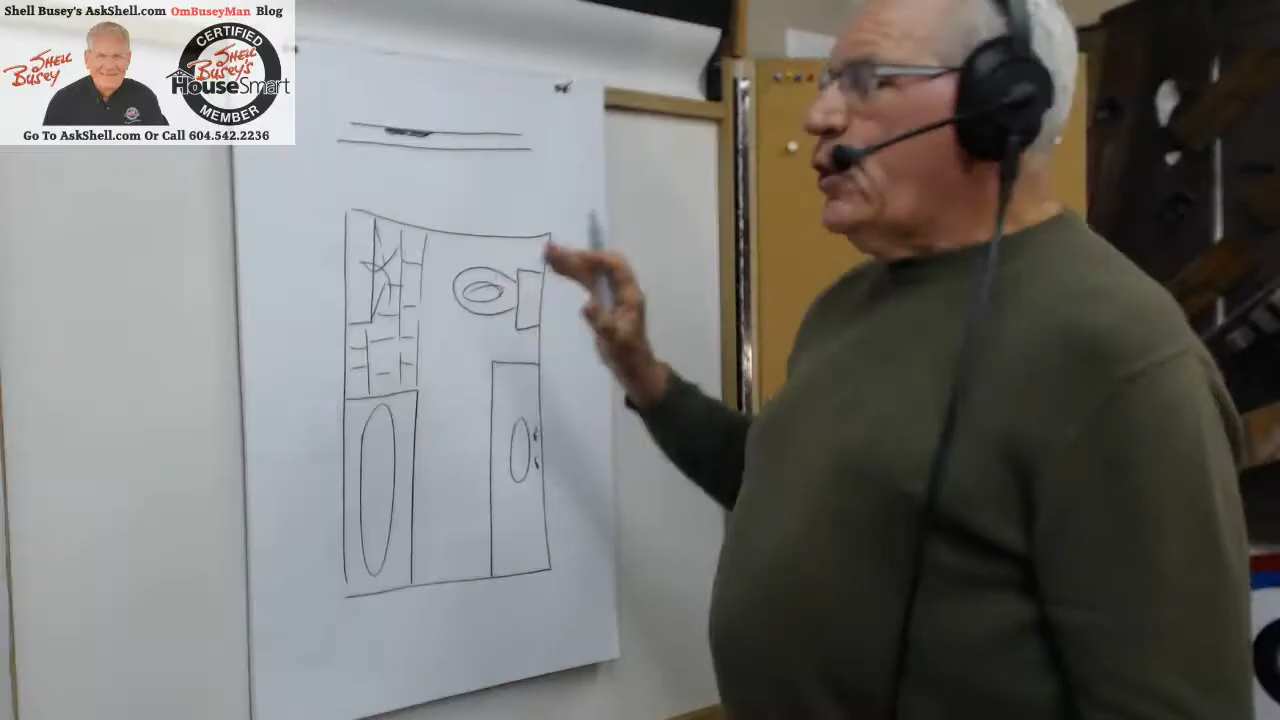 Shell Busey's AskShell.com OmBuseyMan Blog
SHELL
BUSEY
CERTIFIED
SHELL
BUSEY'S
HOUSESmart
MEMBER
Go To AskShell.com Or Call 604.542.2236